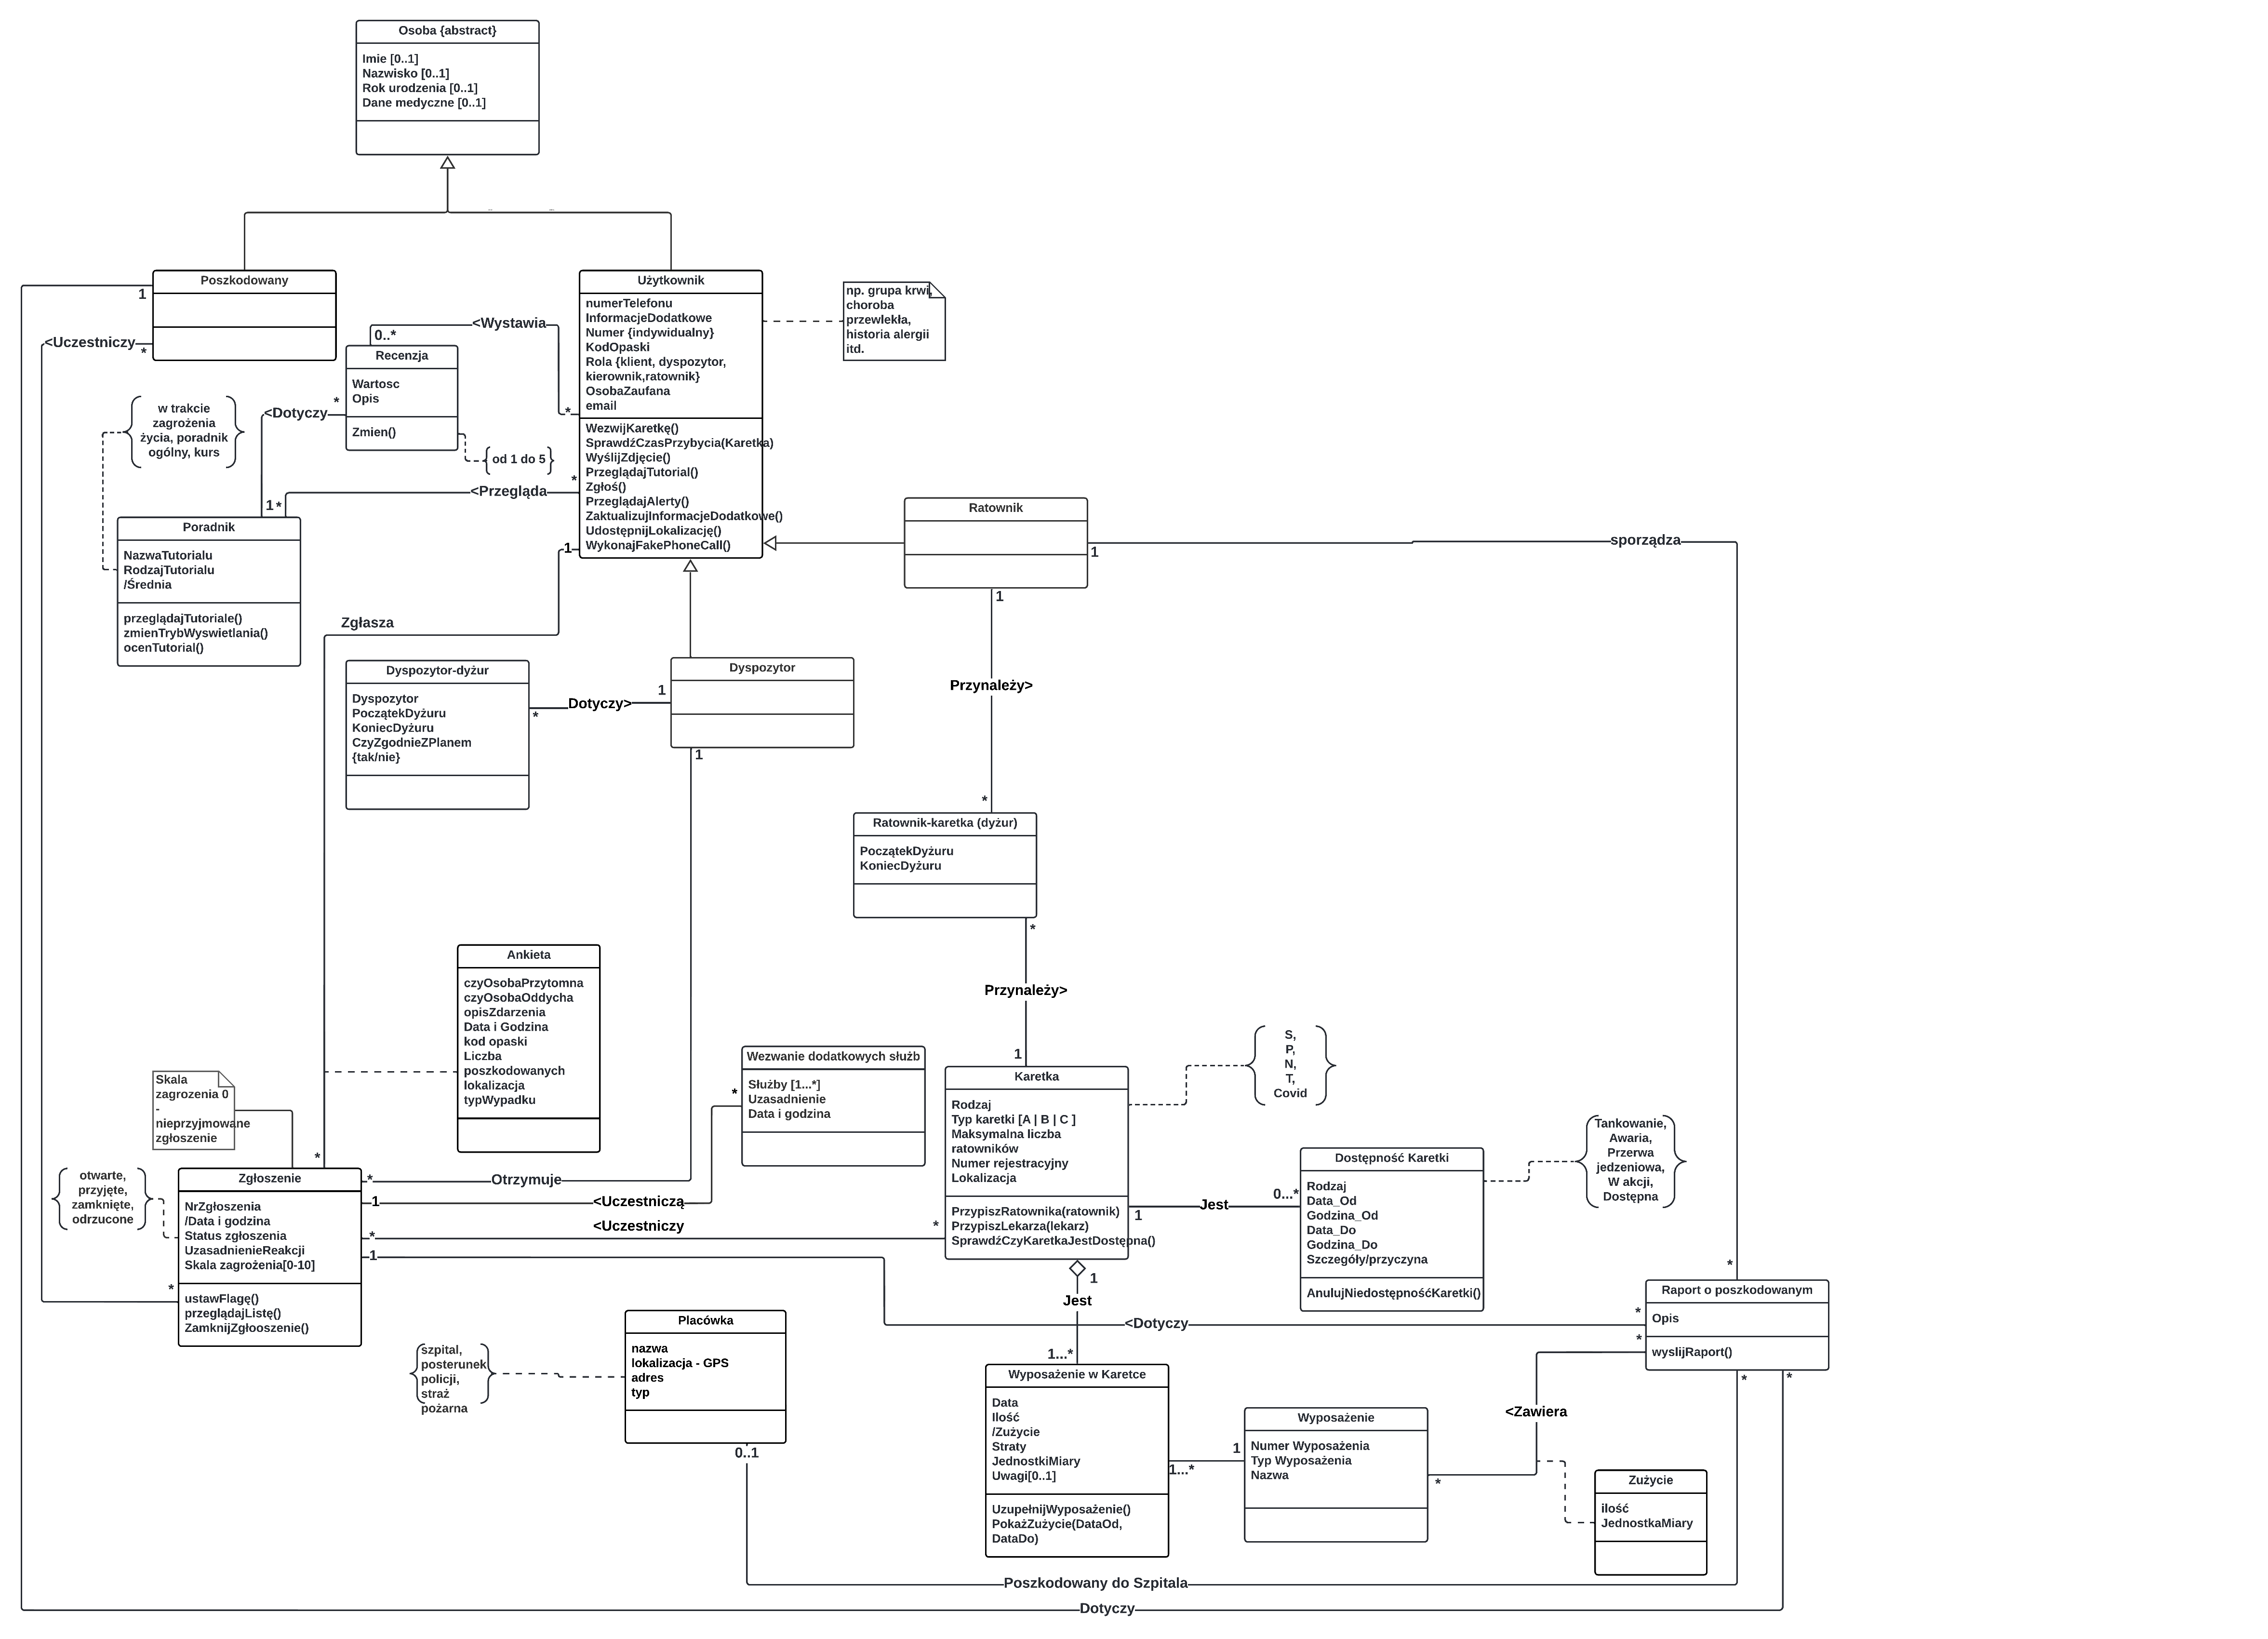 Osoba {abstract}
Imie [0..1]
Nazwisko [0..1]
Rok urodzenia [0..1]
Dane medyczne [0..1]
Poszkodowany
1
<Uczestniczy
*
Użytkownik
numerTelefonu
InformacjeDodatkowe
Numer {indywidualny}
KodOpaski
Rola {klient, dyspozytor,
kierownik,ratownik}
OsobaZaufana
email
WezwijKaretkę()
SprawdźCzasPrzybycia(Karetka)
WyślijZdjęcie()
PrzeglądajTutorial()
Zgłoś()
PrzeglądajAlerty()
ZaktualizujInformacjeDodatkowe()
UdostępnijLokalizację()
WykonajFakePhoneCall()
np. grupa krwi,
choroba
przewlekła,
historia alergii
itd.
<Wystawia
0..*
*
Recenzja
Wartosc
Opis
Zmien()
od 1 do 5
<Dotyczy
*
w trakcie
zagrożenia
życia, poradnik
ogólny, kurs
*
<Przegląda
1 *
Poradnik
NazwaTutorialu
RodzajTutorialu
/Średnia
przeglądajTutoriale()
zmienTrybWyswietlania()
ocenTutorial()
1
Zgłasza
Ratownik
1
sporządza
1
Przynależy>
*
Dyspozytor-dyżur
Dyspozytor
PoczątekDyżuru
KoniecDyżuru
CzyZgodnieZPlanem
{tak/nie}
*
Dotyczy>
1
Dyspozytor
1
Ratownik-karetka (dyżur)
PoczątekDyżuru
KoniecDyżuru
*
Przynależy>
1
Ankieta
czyOsobaPrzytomna
czyOsobaOddycha
opisZdarzenia
Data i Godzina
kod opaski
Liczba
poszkodowanych
lokalizacja
typWypadku
Wezwanie dodatkowych służb
Służby [1...*]
Uzasadnienie
Data i godzina
*
Karetka
Rodzaj
Typ karetki [A | B | C ]
Maksymalna liczba
ratowników
Numer rejestracyjny
Lokalizacja
PrzypiszRatownika(ratownik)
PrzypiszLekarza(lekarz)
SprawdźCzyKaretkaJestDostępna()
S,
P,
N,
T,
Covid
Dostępność Karetki
Rodzaj
Data_Od
Godzina_Od
Data_Do
Godzina_Do
Szczegóły/przyczyna
AnulujNiedostępnośćKaretki()
Tankowanie,
Awaria,
Przerwa
jedzeniowa,
W akcji,
Dostępna
1
Jest
0...*
Skala
zagrozenia 0
-
nieprzyjmowane
zgłoszenie
otwarte,
przyjęte,
zamknięte,
odrzucone
*
Zgłoszenie
NrZgłoszenia
/Data i godzina
Status zgłoszenia
UzasadnienieReakcji
Skala zagrożenia[0-10]
ustawFlagę()
przeglądajListę()
ZamknijZgłooszenie()
*
*
Otrzymuje
1
<Uczestniczą
<Uczestniczy
*
*
1
<Dotyczy
*
*
Raport o poszkodowanym
Opis
wyslijRaport()
*
*
*
1
Jest
1...*
Placówka
nazwa
lokalizacja - GPS
adres
typ
szpital,
posterunek
policji,
straż
pożarna
0..1
Wyposażenie w Karetce
Data
Ilość
/Zużycie
Straty
JednostkiMiary
Uwagi[0..1]
UzupełnijWyposażenie()
PokażZużycie(DataOd,
DataDo)
1...*
1
Wyposażenie
Numer Wyposażenia
Typ Wyposażenia
Nazwa
*
<Zawiera
Zużycie
ilość
JednostkaMiary
Poszkodowany do Szpitala
Dotyczy